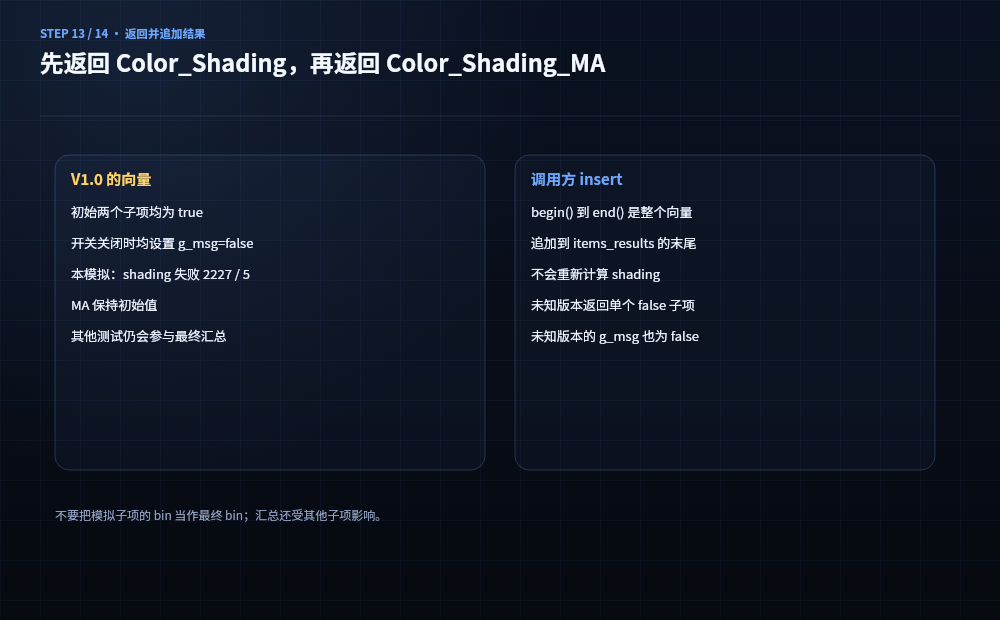 STEP 13 / 14 • 返回并追加结果
先返回 Color_Shading，再返回 Color_Shading_MA
V1.0 的向量
初始两个子项均为 true
开关关闭时均设置 g_msg=false
本模拟：shading 失败 2227 / 5
MA 保持初始值
其他测试仍会参与最终汇总
调用方 insert
begin() 到 end() 是整个向量
追加到 items_results 的末尾
不会重新计算 shading
未知版本返回单个 false 子项
未知版本的 g_msg 也为 false
不要把模拟子项的 bin 当作最终 bin；汇总还受其他子项影响。